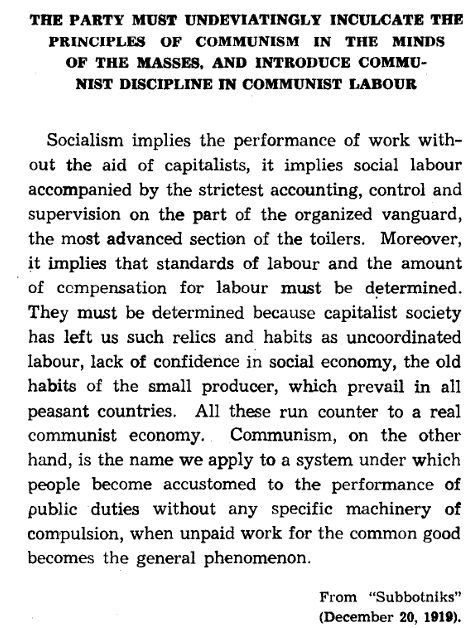 THE PARTY MUST UNDEVIATINGLY INCULCATE THE
PRINCIPLES OF COMMUNISM IN THE MINDS
OF THE MASSES, AND INTRODUCE COMMU-
NIST DISCIPLINE IN COMMUNIST LABOUR
Socialism implies the performance of work with-
out the aid of capitalists, it implies social labour
accompanied by the strictest accounting, control and
supervision on the part of the organized vanguard,
the most advanced section of the toilers. Moreover,
it implies that standards of labour and the amount
of compensation for labour must be determined.
They must be determined because capitalist society
has left us such relics and habits as uncoordinated
labour, lack of confidence in social economy, the old
habits of the small producer, which prevail in all
peasant countries. All these run counter to a real
communist economy. Communism, on the other
hand, is the name we apply to a system under which
people become accustomed to the performance of
public duties without any specific machinery of
compulsion, when unpaid work for the common good
becomes the general phenomenon.
From "Subbotniks"
(December 20, 1919).